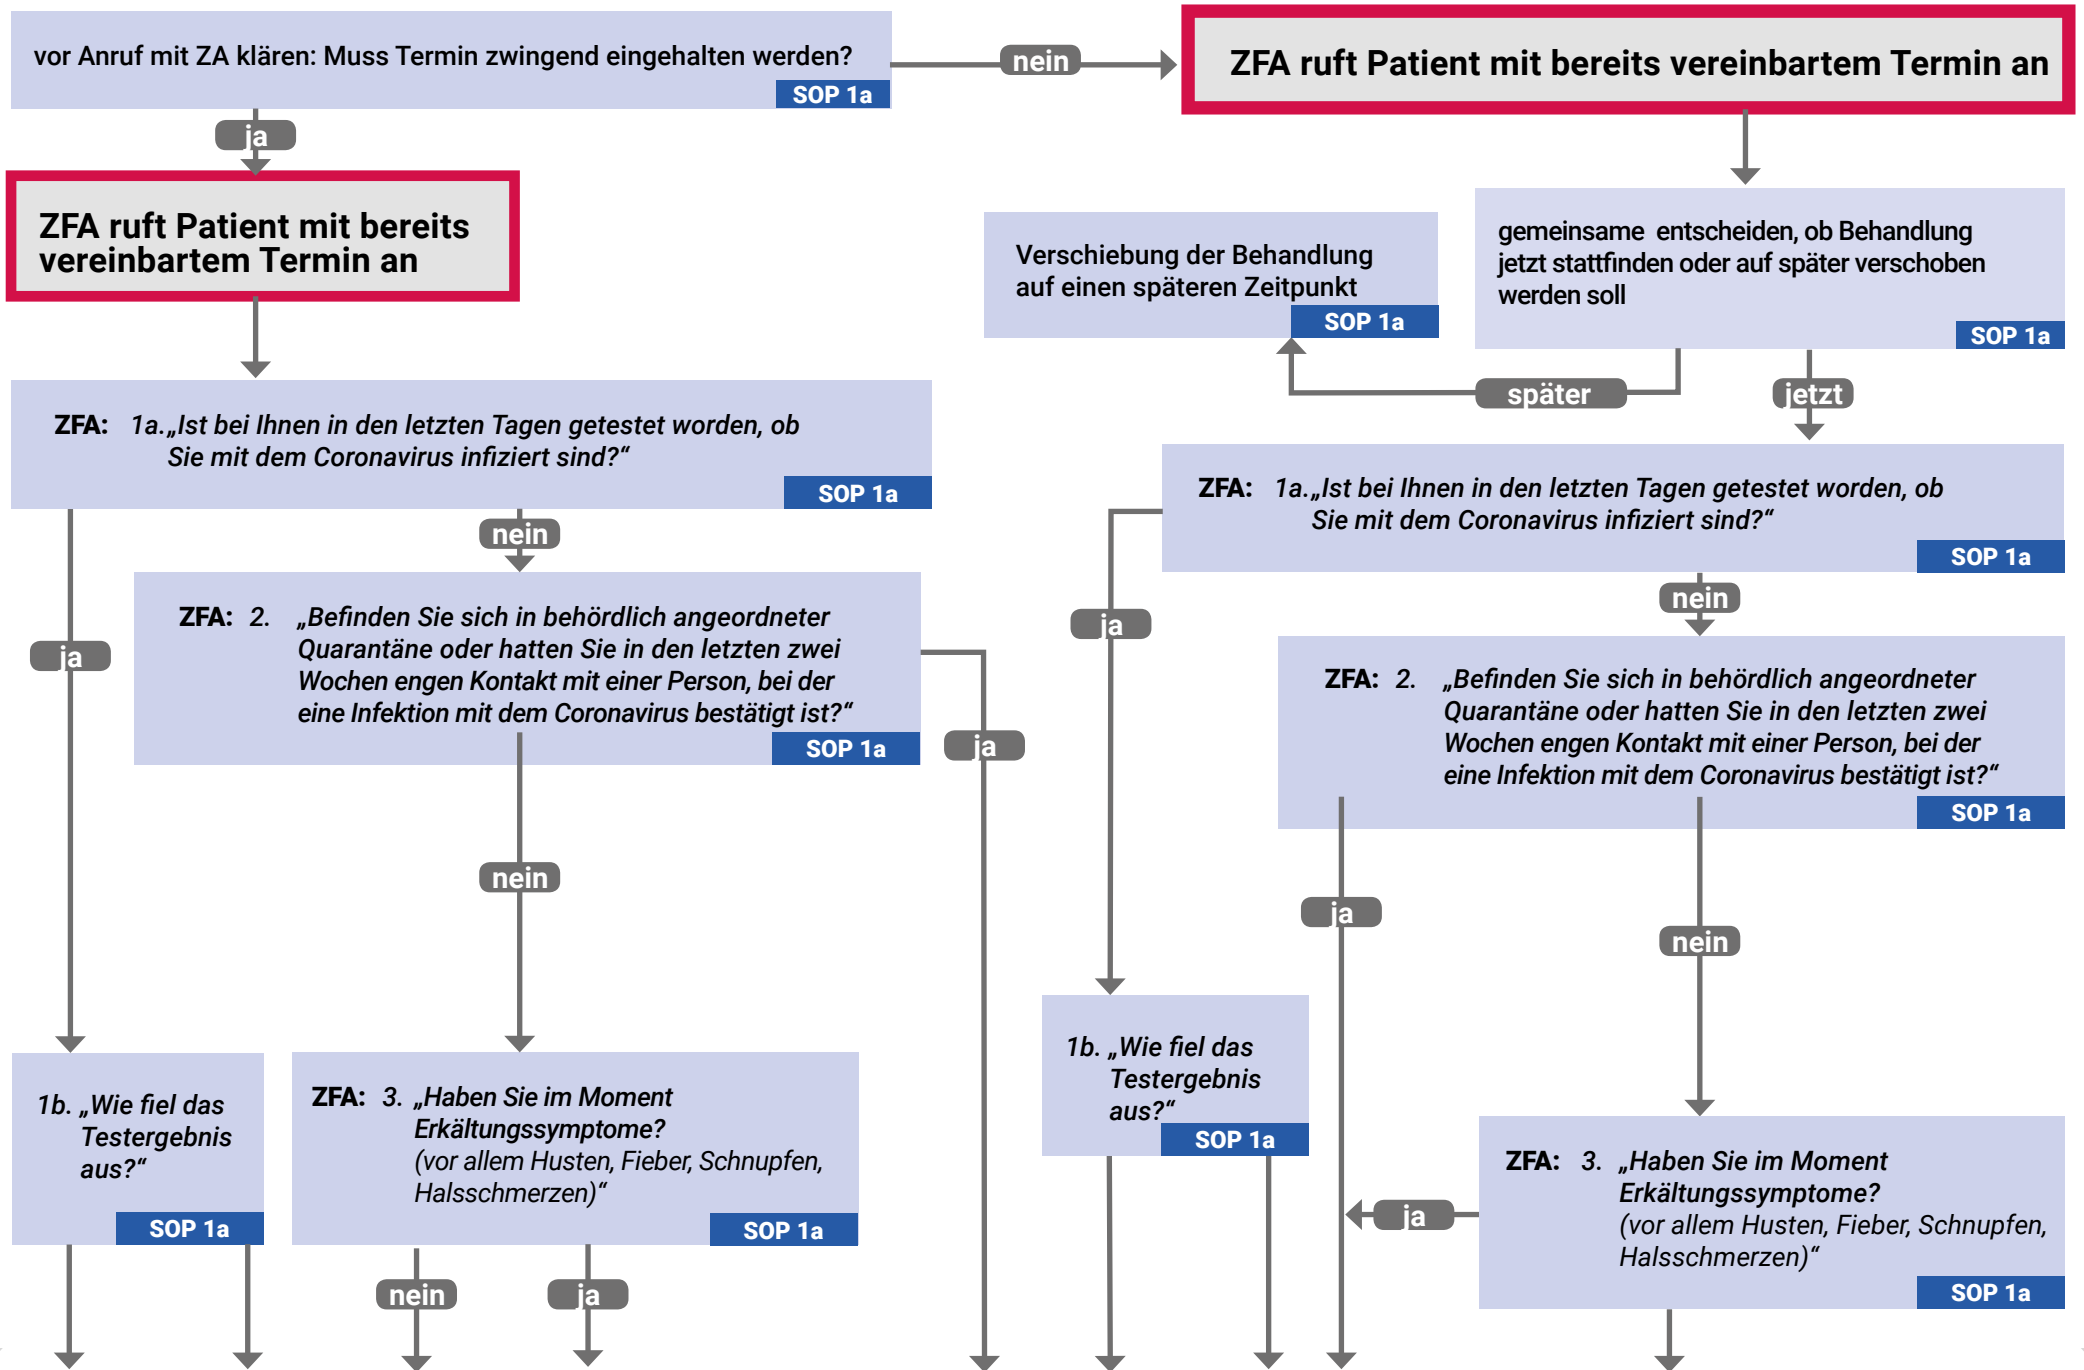 vor Anruf mit ZA klären: Muss Termin zwingend eingehalten werden?
SOP 1a
nein
ZFA ruft Patient mit bereits vereinbartem Termin an
ja
ZFA ruft Patient mit bereits
vereinbartem Termin an
Verschiebung der Behandlung
auf einen späteren Zeitpunkt
SOP 1a
gemeinsame entscheiden, ob Behandlung
jetzt stattfinden oder auf später verschoben
werden soll
SOP 1a
später
jetzt
ZFA: 1a. „Ist bei Ihnen in den letzten Tagen getestet worden, ob
Sie mit dem Coronavirus infiziert sind?“
SOP 1a
nein
ja
ZFA: 2. „Befinden Sie sich in behördlich angeordneter
Quarantäne oder hatten Sie in den letzten zwei
Wochen engen Kontakt mit einer Person, bei der
eine Infektion mit dem Coronavirus bestätigt ist?“
SOP 1a
ja
nein
1b. „Wie fiel das
Testergebnis
aus?“
SOP 1a
ZFA: 3. „Haben Sie im Moment
Erkältungssymptome?
(vor allem Husten, Fieber, Schnupfen,
Halsschmerzen)“
SOP 1a
nein
ja
ZFA: 1a. „Ist bei Ihnen in den letzten Tagen getestet worden, ob
Sie mit dem Coronavirus infiziert sind?“
SOP 1a
nein
ja
ZFA: 2. „Befinden Sie sich in behördlich angeordneter
Quarantäne oder hatten Sie in den letzten zwei
Wochen engen Kontakt mit einer Person, bei der
eine Infektion mit dem Coronavirus bestätigt ist?“
SOP 1a
ja
nein
1b. „Wie fiel das
Testergebnis
aus?“
SOP 1a
ZFA: 3. „Haben Sie im Moment
Erkältungssymptome?
(vor allem Husten, Fieber, Schnupfen,
Halsschmerzen)“
SOP 1a
ja